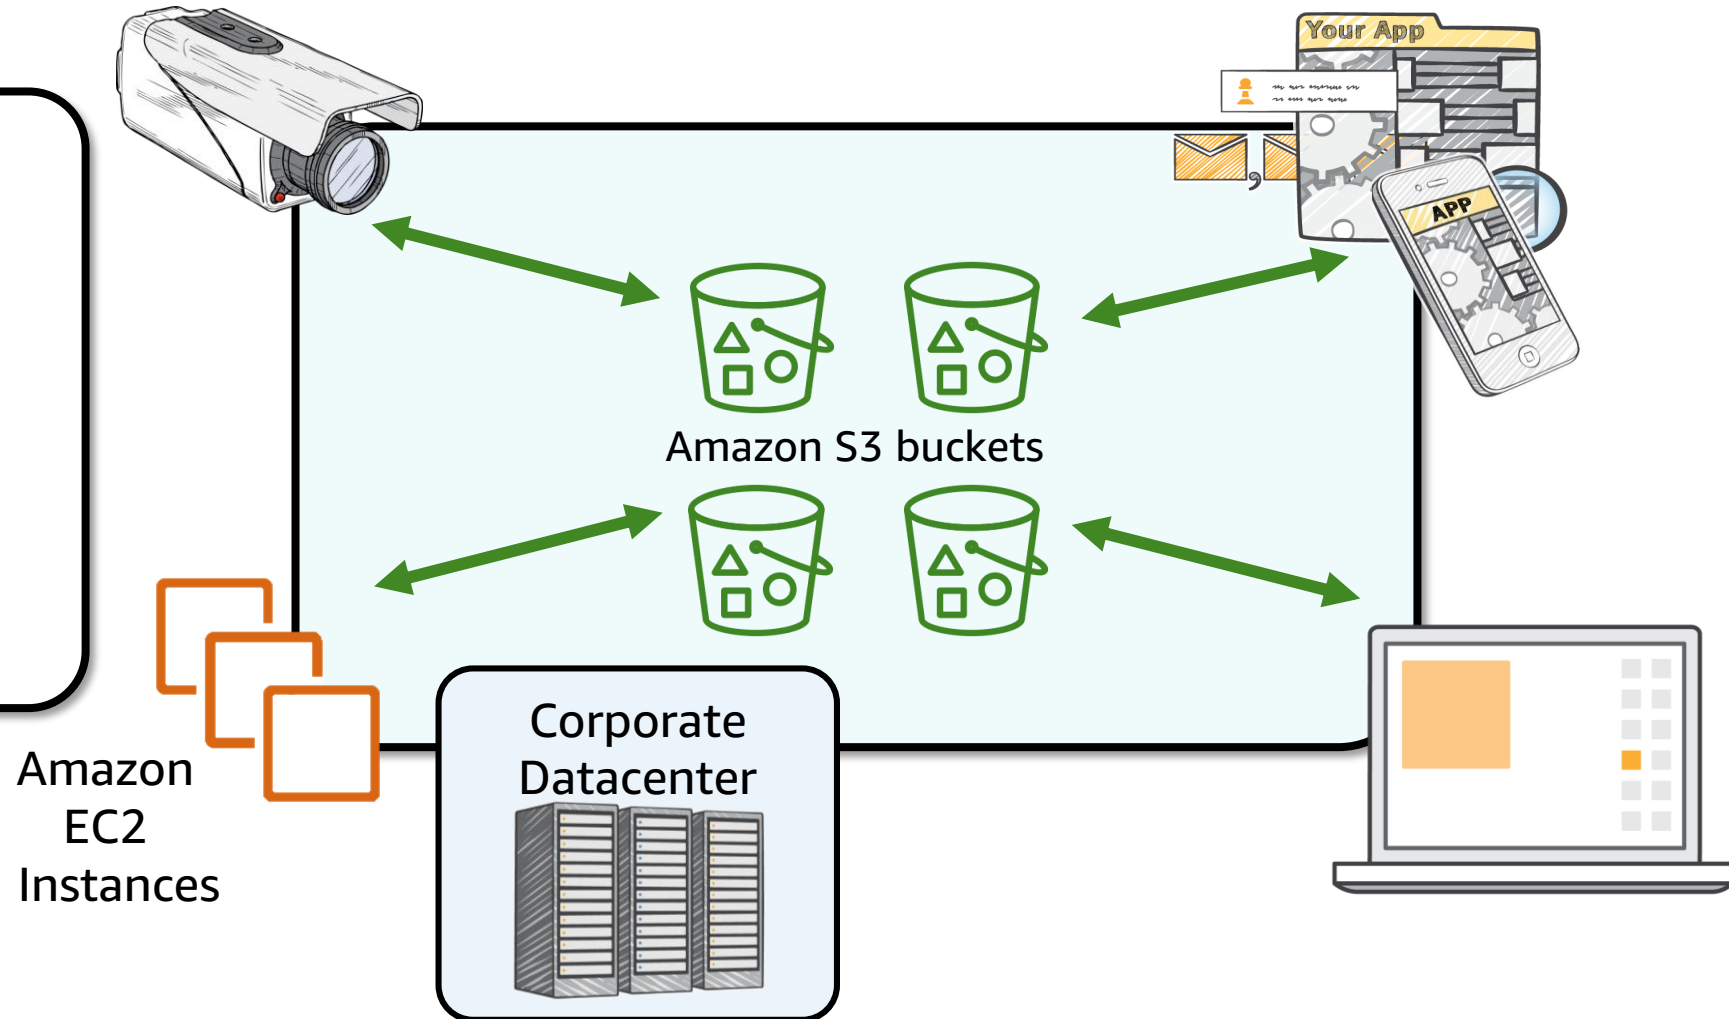 Your App
APP
Amazon S3 buckets
Corporate
Datacenter
Amazon
EC2
Instances